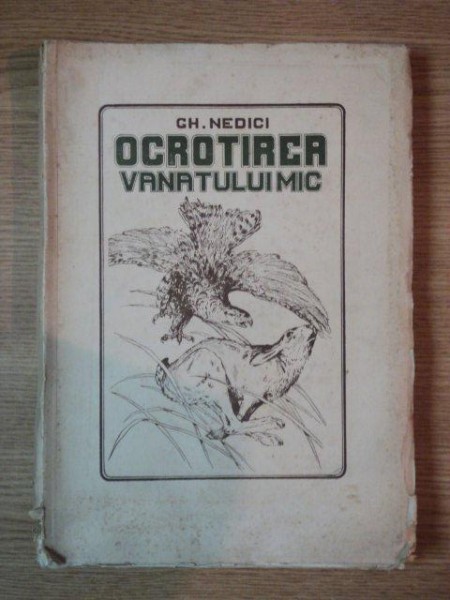 GH. NEDICI
OCROTIREA
VANATULUI MIC